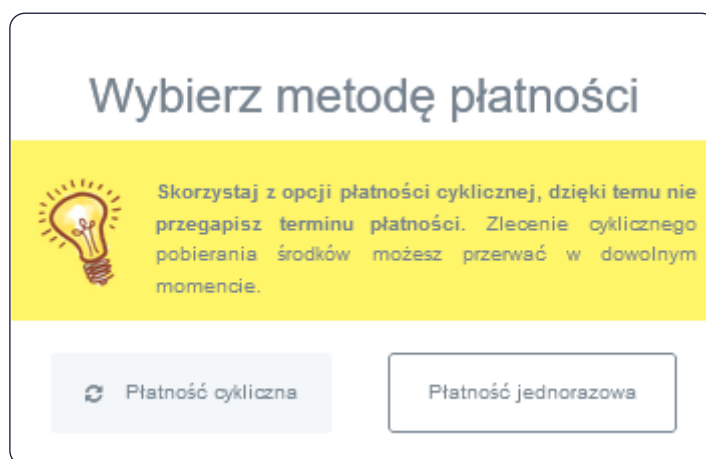 Wybierz metodę płatności
Skorzystaj z opcji płatności cyklicznej, dzięki temu nie
przegapisz terminu płatności. Zlecenie cyklicznego
pobierania środków możesz przerwać w dowolnym
momencie.
Płatność cykliczna
Płatność jednorazowa